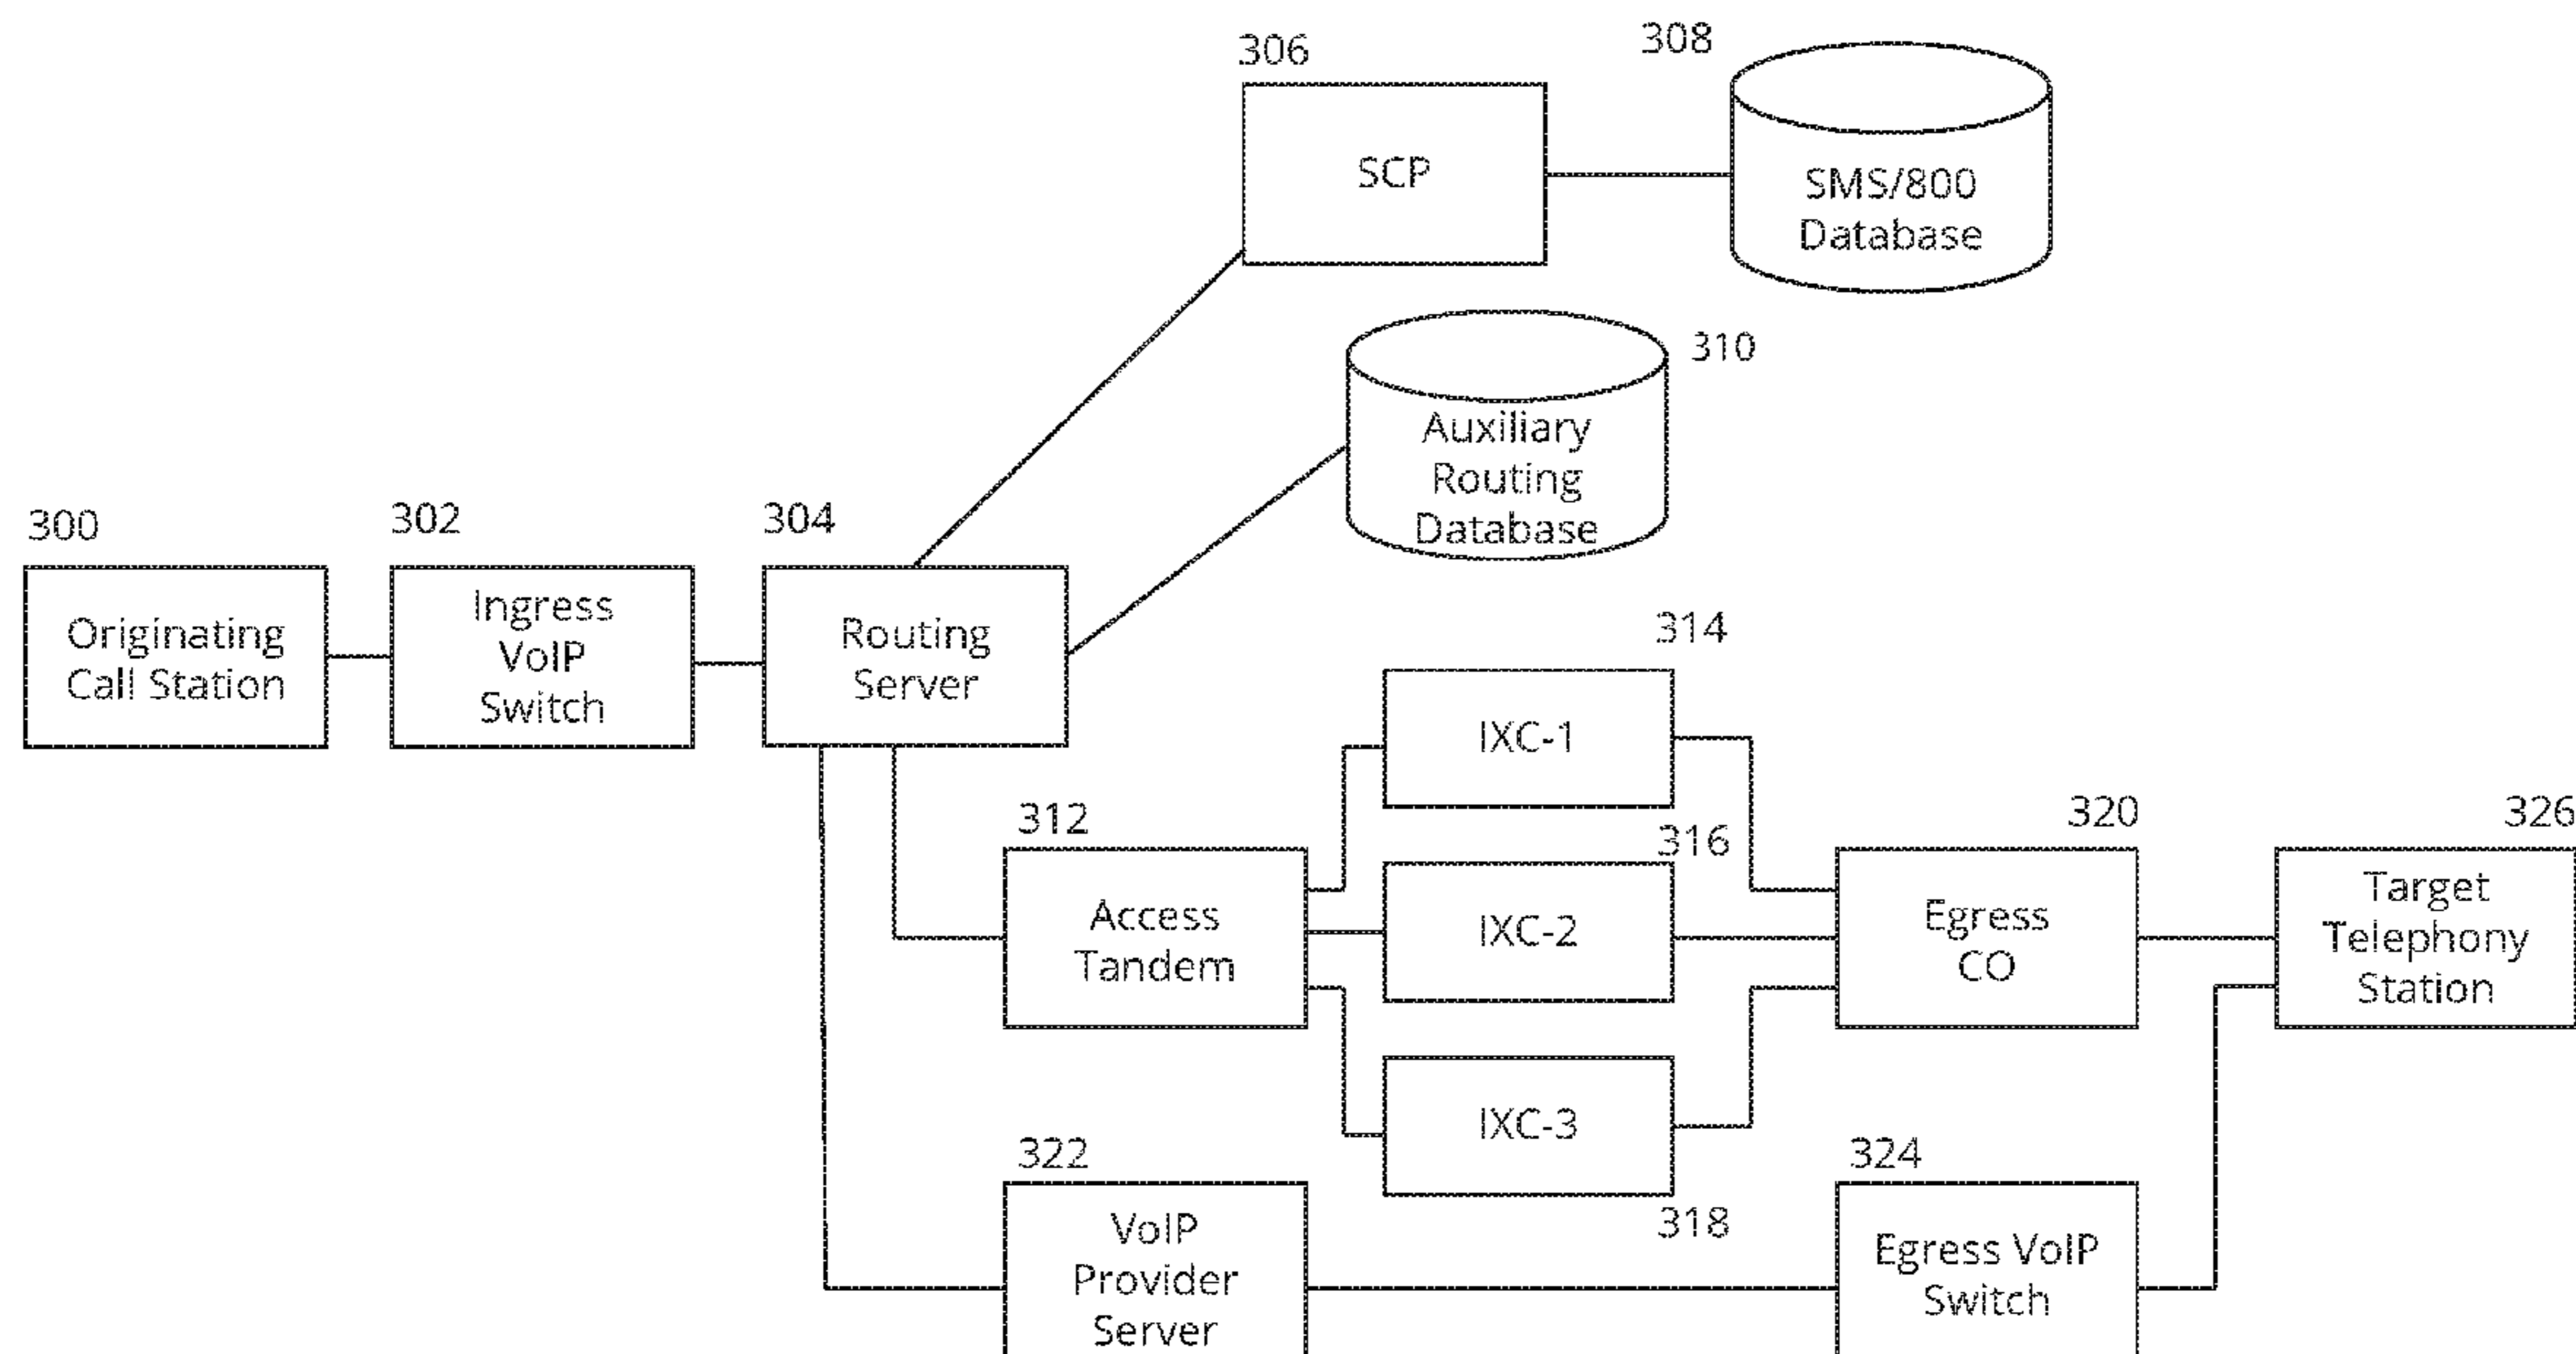 306
308
SCP
SMS/800
Database
310
Auxiliary
Routing
Database
300
302
304
Originating
Call Station
Ingress
VoIP
Switch
Routing
Server
314
IXC-1
312
316
320
326
Access
Tandem
IXC-2
Egress
CO
Target
Telephony
Station
IXC-3
318
322
324
VoIP
Provider
Server
Egress VoIP
Switch